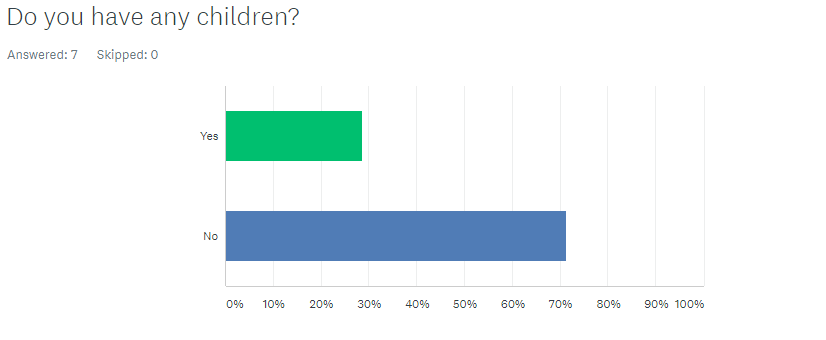 Do you have any children?
Answered: 7 Skipped: 0
Yes
No
0% 10% 20% 30% 40% 50% 60% 70% 80% 90% 100%